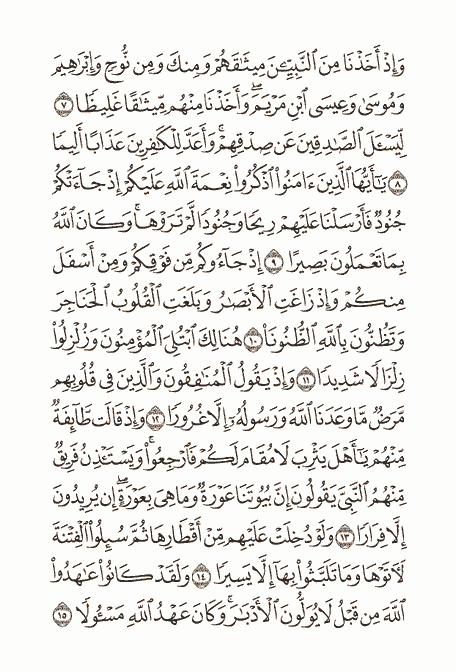 وَإِذْ أَخَذْنَا مِنَ ٱلنَّبِيِّـۧنَ مِيثَـٰقَهُمْ وَمِنكَ وَمِن نُّوحٍ وَإِبْرَٰهِيمَ
وَمُوسَىٰ وَعِيسَى ٱبْنِ مَرْيَمَ ۖ وَأَخَذْنَا مِنْهُم مِّيثَـٰقًا غَلِيظًا ٧
لِّيَسْـَٔلَ ٱلصَّـٰدِقِينَ عَن صِدْقِهِمْ ۚ وَأَعَدَّ لِلْكَـٰفِرِينَ عَذَابًا أَلِيمًا
٨ يَـٰٓأَيُّهَا ٱلَّذِينَ ءَامَنُوا۟ ٱذْكُرُوا۟ نِعْمَةَ ٱللَّهِ عَلَيْكُمْ إِذْ جَآءَتْكُمْ
جُنُودٌ فَأَرْسَلْنَا عَلَيْهِمْ رِيحًا وَجُنُودًا لَّمْ تَرَوْهَا ۚ وَكَانَ ٱللَّهُ
بِمَا تَعْمَلُونَ بَصِيرًا ٩ إِذْ جَآءُوكُم مِّن فَوْقِكُمْ وَمِنْ أَسْفَلَ
مِنكُمْ وَإِذْ زَاغَتِ ٱلْأَبْصَـٰرُ وَبَلَغَتِ ٱلْقُلُوبُ ٱلْحَنَاجِرَ
وَتَظُنُّونَ بِٱللَّهِ ٱلظُّنُونَا۠ ١٠ هُنَالِكَ ٱبْتُلِىَ ٱلْمُؤْمِنُونَ وَزُلْزِلُوا۟
زِلْزَالًا شَدِيدًا ١١ وَإِذْ يَقُولُ ٱلْمُنَـٰفِقُونَ وَٱلَّذِينَ فِى قُلُوبِهِم
مَّرَضٌ مَّا وَعَدَنَا ٱللَّهُ وَرَسُولُهُۥٓ إِلَّا غُرُورًا ١٢ وَإِذْ قَالَت طَّآئِفَةٌ
مِّنْهُمْ يَـٰٓأَهْلَ يَثْرِبَ لَا مُقَامَ لَكُمْ فَٱرْجِعُوا۟ ۚ وَيَسْتَـْٔذِنُ فَرِيقٌ
مِّنْهُمُ ٱلنَّبِىَّ يَقُولُونَ إِنَّ بُيُوتَنَا عَوْرَةٌ وَمَا هِىَ بِعَوْرَةٍ ۖ إِن يُرِيدُونَ
إِلَّا فِرَارًا ١٣ وَلَوْ دُخِلَتْ عَلَيْهِم مِّنْ أَقْطَارِهَا ثُمَّ سُئِلُوا۟ ٱلْفِتْنَةَ
لَـَٔاتَوْهَا وَمَا تَلَبَّثُوا۟ بِهَآ إِلَّا يَسِيرًا ١٤ وَلَقَدْ كَانُوا۟ عَـٰهَدُوا۟
ٱللَّهَ مِن قَبْلُ لَا يُوَلُّونَ ٱلْأَدْبَـٰرَ ۚ وَكَانَ عَهْدُ ٱللَّهِ مَسْـُٔولًا ١٥